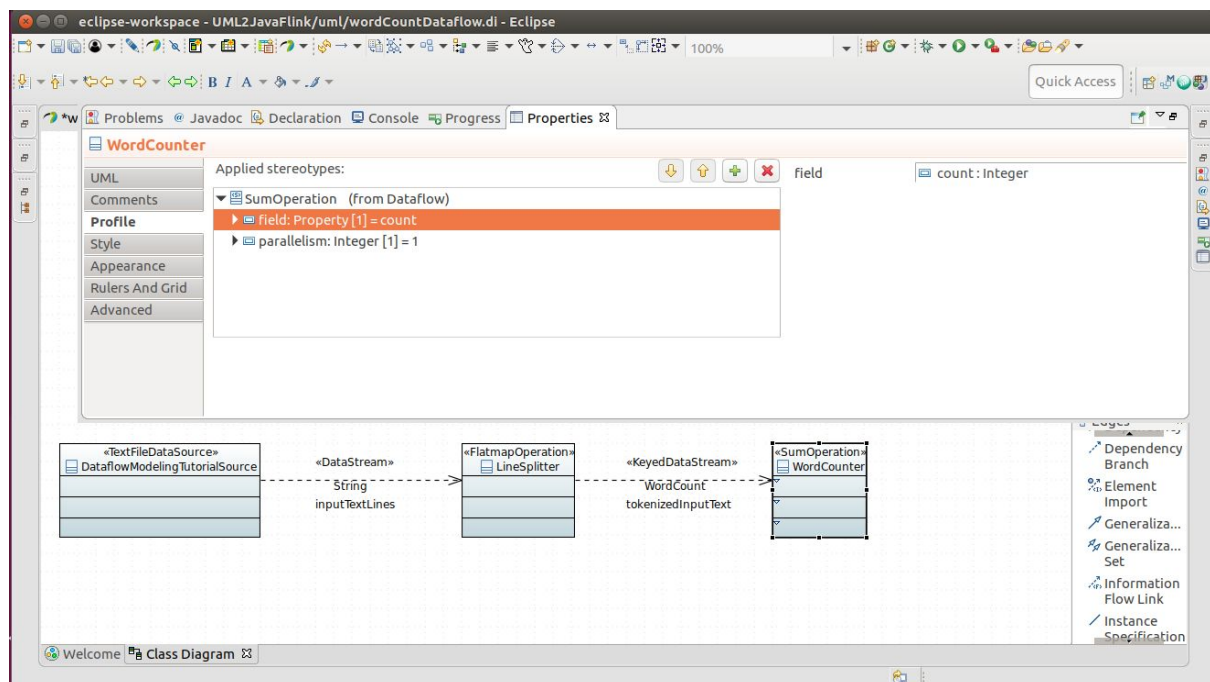 eclipse-workspace - UML2JavaFlink/uml/wordCountDataflow.di - Eclipse
100%
B I A
Quick Access
*w Problems @ Javadoc Declaration Console Progress Properties
WordCounter
UML
Comments
Profile
Style
Appearance
Rulers And Grid
Advanced
Applied stereotypes:
SumOperation (from Dataflow)
field: Property [1] = count
parallelism: Integer [1] = 1
field
count : Integer
«TextFileDataSource»
DataflowModelingTutorialSource
«DataStream»
String
inputTextLines
«FlatmapOperation»
LineSplitter
«KeyedDataStream»
WordCount
tokenizedInputText
«SumOperation»
WordCounter
Edges
Dependency
Branch
Element
Import
Generaliza...
Generaliza...
Set
Information
Flow Link
Instance
Specification
Welcome Class Diagram